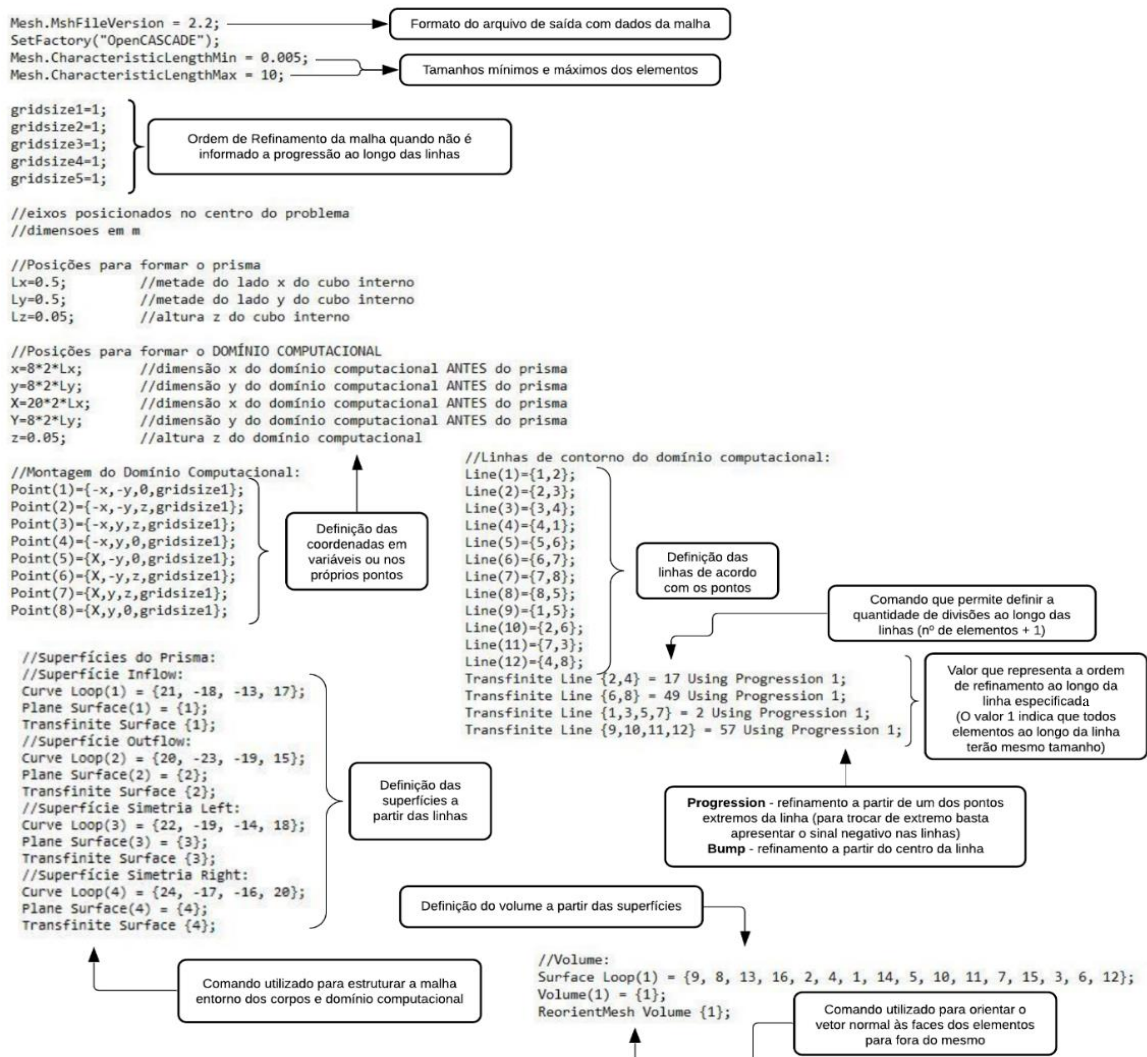 Mesh.MshFileVersion = 2.2;
Formato do arquivo de saída com dados da malha
SetFactory("OpenCASCADE");
Mesh.CharacteristicLengthMin = 0.005;
Mesh.CharacteristicLengthMax = 10;
Tamanhos mínimos e máximos dos elementos
gridsize1=1;
gridsize2=1;
gridsize3=1;
gridsize4=1;
gridsize5=1;
Ordem de Refinamento da malha quando não é
informado a progressão ao longo das linhas
//eixos posicionados no centro do problema
//dimensoes em m
//Posições para formar o prisma
Lx=0.5; //metade do lado x do cubo interno
Ly=0.5; //metade do lado y do cubo interno
Lz=0.05; //altura z do cubo interno
//Posições para formar o DOMÍNIO COMPUTACIONAL
x=8*2*Lx; //dimensão x do domínio computacional ANTES do prisma
y=8*2*Ly; //dimensão y do domínio computacional ANTES do prisma
X=20*2*Lx; //dimensão x do domínio computacional ANTES do prisma
Y=8*2*Ly; //dimensão y do domínio computacional ANTES do prisma
z=0.05; //altura z do domínio computacional
//Montagem do Domínio Computacional:
Point(1)={-x,-y,0,gridsize1};
Point(2)={-x,-y,z,gridsize1};
Point(3)={-x,y,z,gridsize1};
Point(4)={-x,y,0,gridsize1};
Point(5)={X,-y,0,gridsize1};
Point(6)={X,-y,z,gridsize1};
Point(7)={X,y,z,gridsize1};
Point(8)={X,y,0,gridsize1};
Definição das
coordenadas em
variáveis ou nos
próprios pontos
//Linhas de contorno do domínio computacional:
Line(1)={1,2};
Line(2)={2,3};
Line(3)={3,4};
Line(4)={4,1};
Line(5)={5,6};
Line(6)={6,7};
Line(7)={7,8};
Line(8)={8,5};
Line(9)={1,5};
Line(10)={2,6};
Line(11)={7,3};
Line(12)={4,8};
Transfinite Line {2,4} = 17 Using Progression 1;
Transfinite Line {6,8} = 49 Using Progression 1;
Transfinite Line {1,3,5,7} = 2 Using Progression 1;
Transfinite Line {9,10,11,12} = 57 Using Progression 1;
Definição das
linhas de acordo
com os pontos
Comando que permite definir a
quantidade de divisões ao longo das
linhas (nº de elementos + 1)
Valor que representa a ordem
de refinamento ao longo da
linha especificada
(O valor 1 indica que todos
elementos ao longo da linha
terão mesmo tamanho)
//Superfícies do Prisma:
//Superfície Inflow:
Curve Loop(1) = {21, -18, -13, 17};
Plane Surface(1) = {1};
Transfinite Surface {1};
//Superfície Outflow:
Curve Loop(2) = {20, -23, -19, 15};
Plane Surface(2) = {2};
Transfinite Surface {2};
//Superfície Simetria Left:
Curve Loop(3) = {22, -19, -14, 18};
Plane Surface(3) = {3};
Transfinite Surface {3};
//Superfície Simetria Right:
Curve Loop(4) = {24, -17, -16, 20};
Plane Surface(4) = {4};
Transfinite Surface {4};
Definição das
superfícies a
partir das linhas
Progression - refinamento a partir de um dos pontos
extremos da linha (para trocar de extremo basta
apresentar o sinal negativo nas linhas)
Bump - refinamento a partir do centro da linha
Definição do volume a partir das superfícies
Comando utilizado para estruturar a malha
entorno dos corpos e domínio computacional
//Volume:
Surface Loop(1) = {9, 8, 13, 16, 2, 4, 1, 14, 5, 10, 11, 7, 15, 3, 6, 12};
Volume(1) = {1};
ReorientMesh Volume {1};
Comando utilizado para orientar o
vetor normal às faces dos elementos
para fora do mesmo